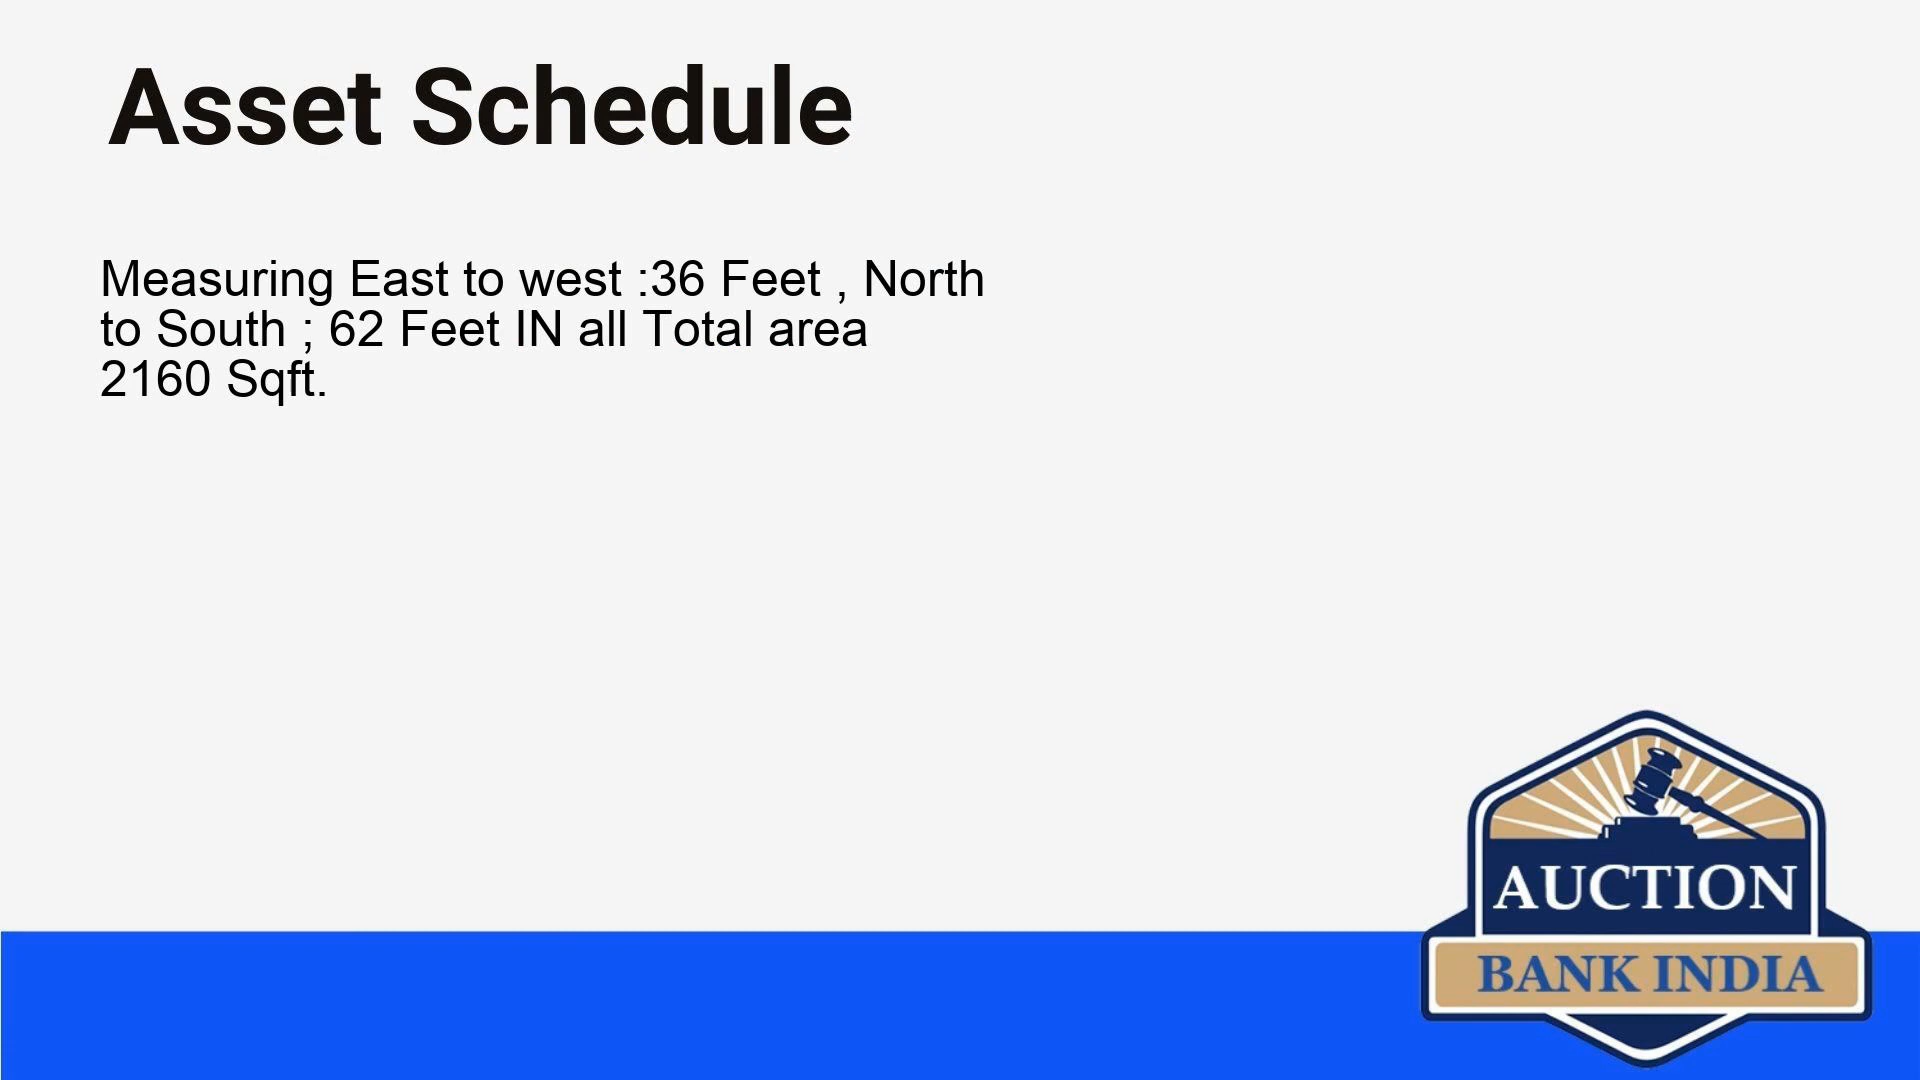 Asset Schedule
Measuring East to west :36 Feet , North
to South ; 62 Feet IN all Total area
2160 Sqft.
AUCTION
BANK INDIA